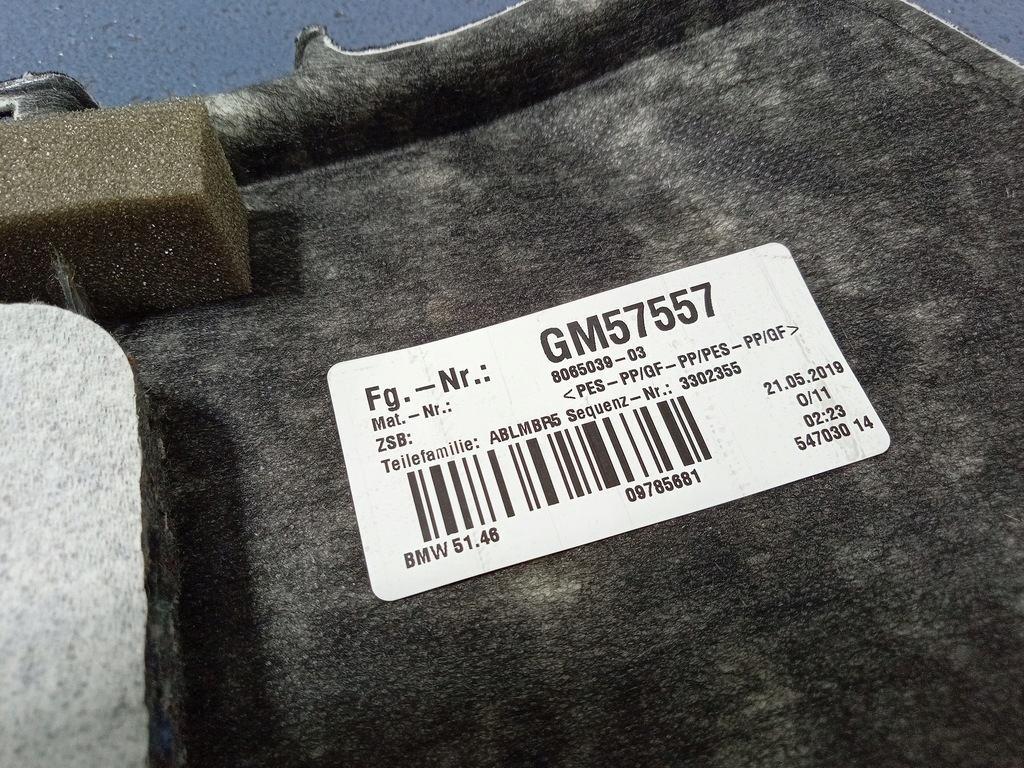 Fg.-Nr.: GM57557
Mat.-Nr.: 8065039-03
ZSB: <PES-PP/GF-PP/PES-PP/GF>
Teilefamilie: ABLMBR5 Sequenz-Nr.: 3302355
21.05.2019
0/11
02:23
547030 14
09785681
BMW 51.46